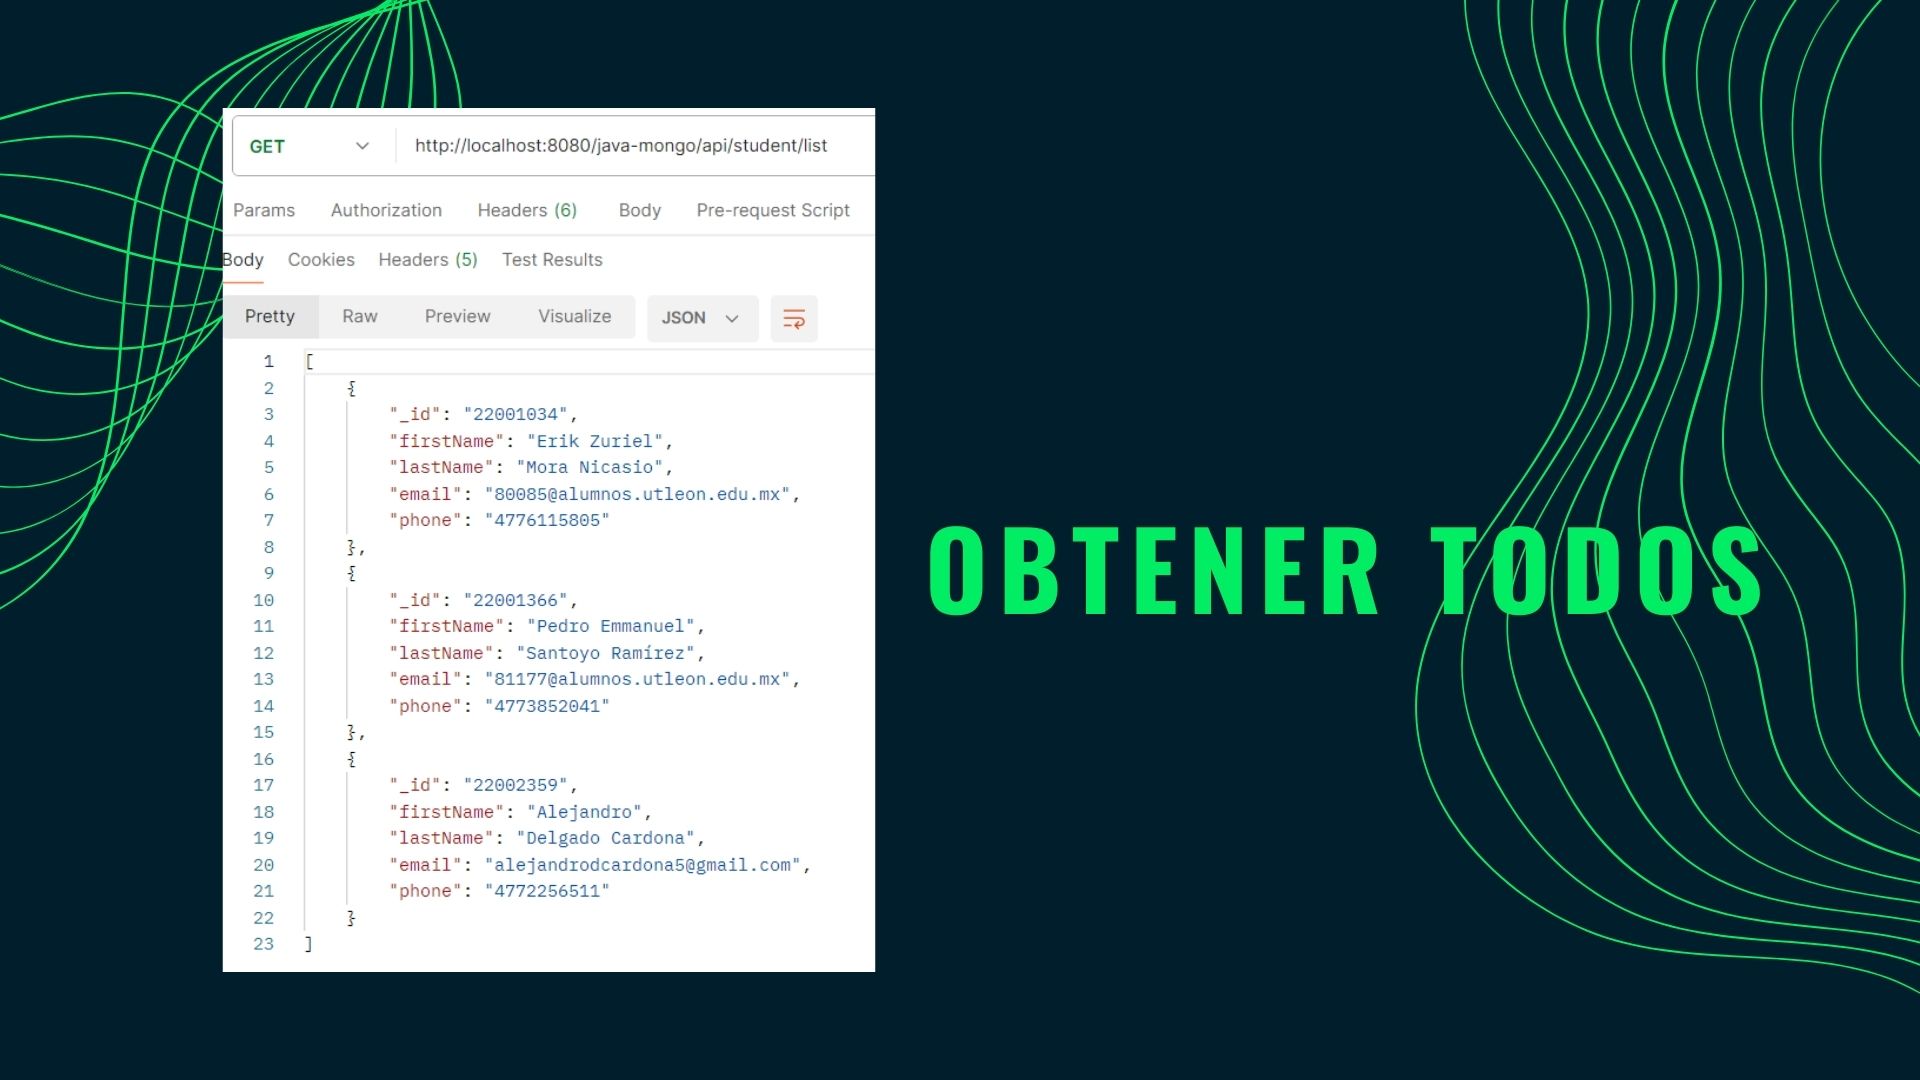 GET http://localhost:8080/java-mongo/api/student/list
Params Authorization Headers (6) Body Pre-request Script
Body Cookies Headers (5) Test Results
Pretty Raw Preview Visualize JSON
1 [
2 {
3 "_id": "22001034",
4 "firstName": "Erik Zuriel",
5 "lastName": "Mora Nicasio",
6 "email": "80085@alumnos.utleon.edu.mx",
7 "phone": "4776115805"
8 },
9 {
10 "_id": "22001366",
11 "firstName": "Pedro Emmanuel",
12 "lastName": "Santoyo Ramírez",
13 "email": "81177@alumnos.utleon.edu.mx",
14 "phone": "4773852041"
15 },
16 {
17 "_id": "22002359",
18 "firstName": "Alejandro",
19 "lastName": "Delgado Cardona",
20 "email": "alejandrodcardona5@gmail.com",
21 "phone": "4772256511"
22 }
23 ]
OBTENER TODOS